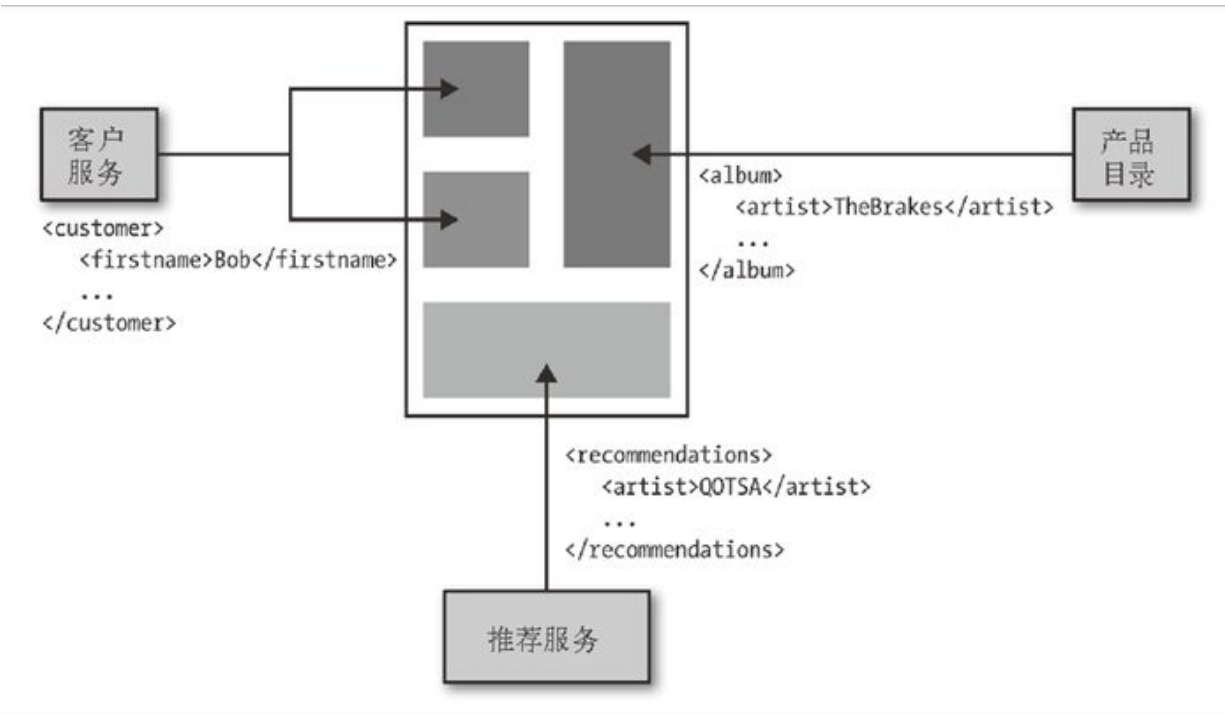 客户
服务
<customer>
<firstname>Bob</firstname>
...
</customer>
产品
目录
<album>
<artist>TheBrakes</artist>
...
</album>
<recommendations>
<artist>QOTSA</artist>
...
</recommendations>
推荐服务